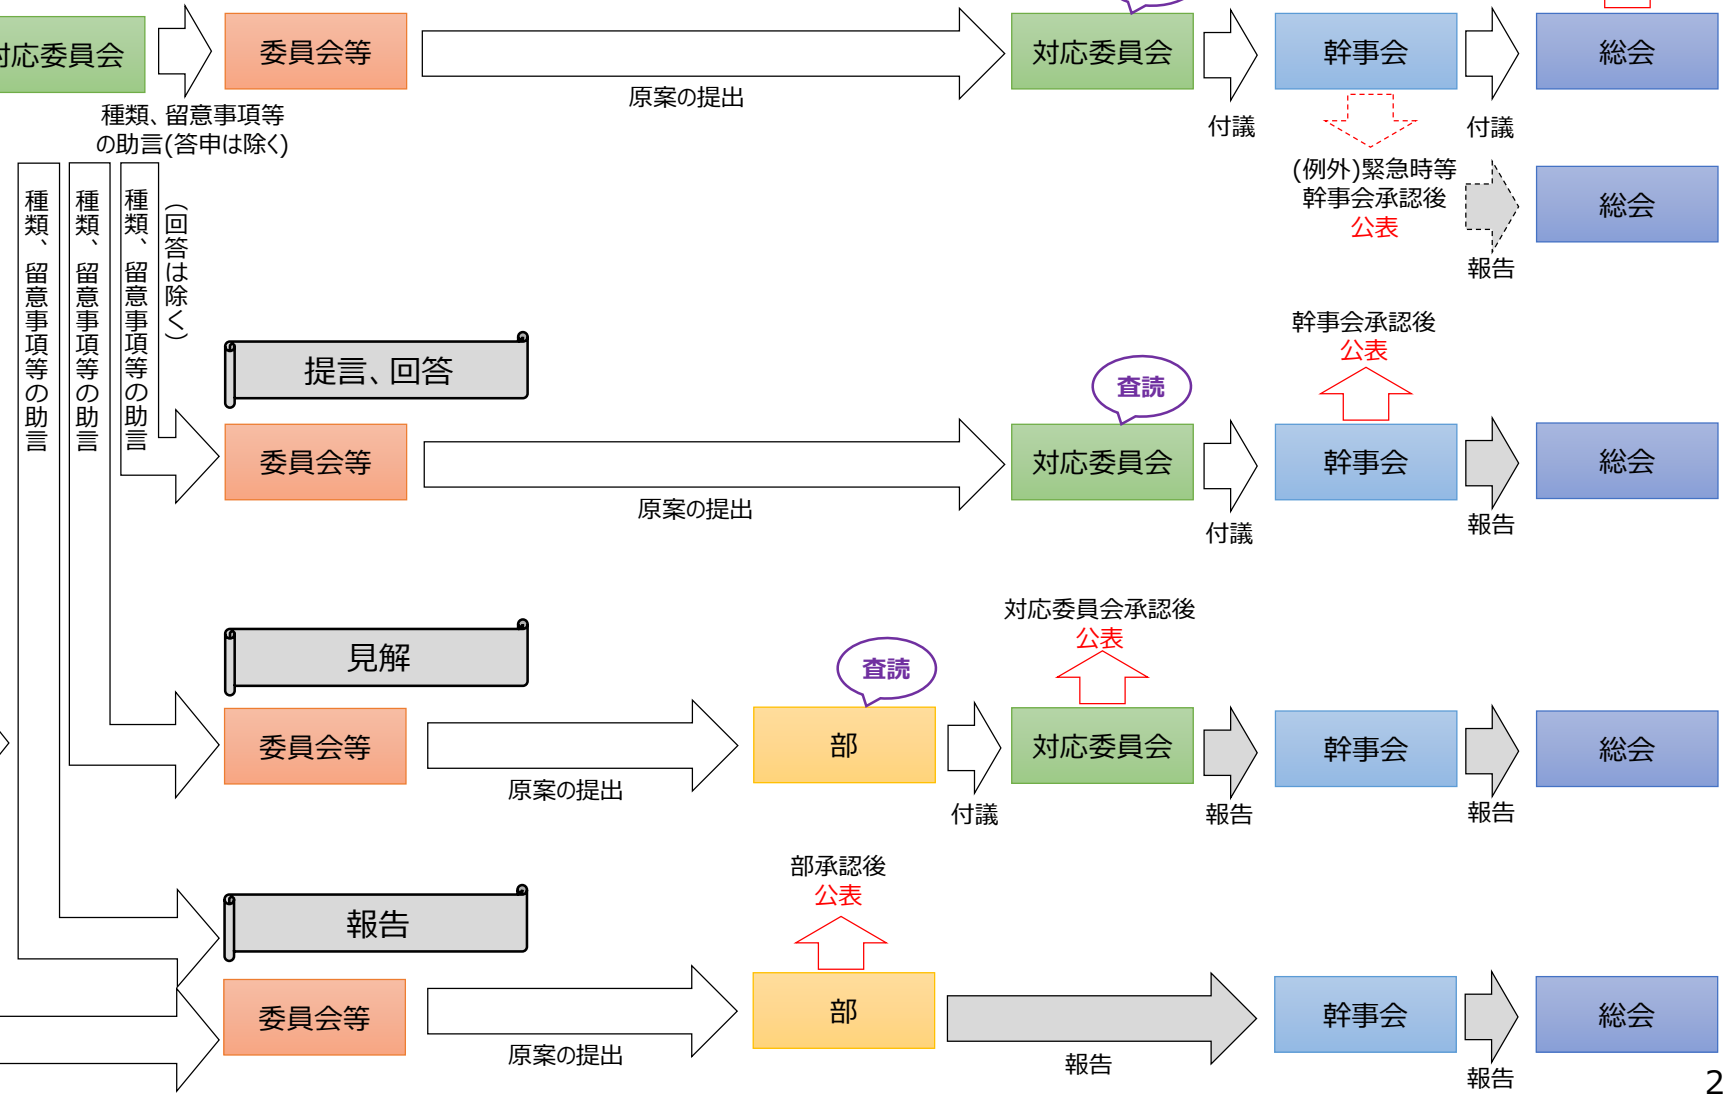 対応委員会
委員会等
対応委員会
幹事会
総会
種類、留意事項等
の助言(答申は除く)
原案の提出
付議
付議
(例外)緊急時等
幹事会承認後
公表
総会
報告
種類、留意事項等の助言
種類、留意事項等の助言
種類、留意事項等の助言
(回答は除く)
提言、回答
査読
幹事会承認後
公表
委員会等
対応委員会
幹事会
総会
原案の提出
付議
報告
見解
査読
対応委員会承認後
公表
委員会等
部
対応委員会
幹事会
総会
原案の提出
付議
報告
報告
報告
部承認後
公表
委員会等
部
幹事会
総会
原案の提出
報告
報告
2